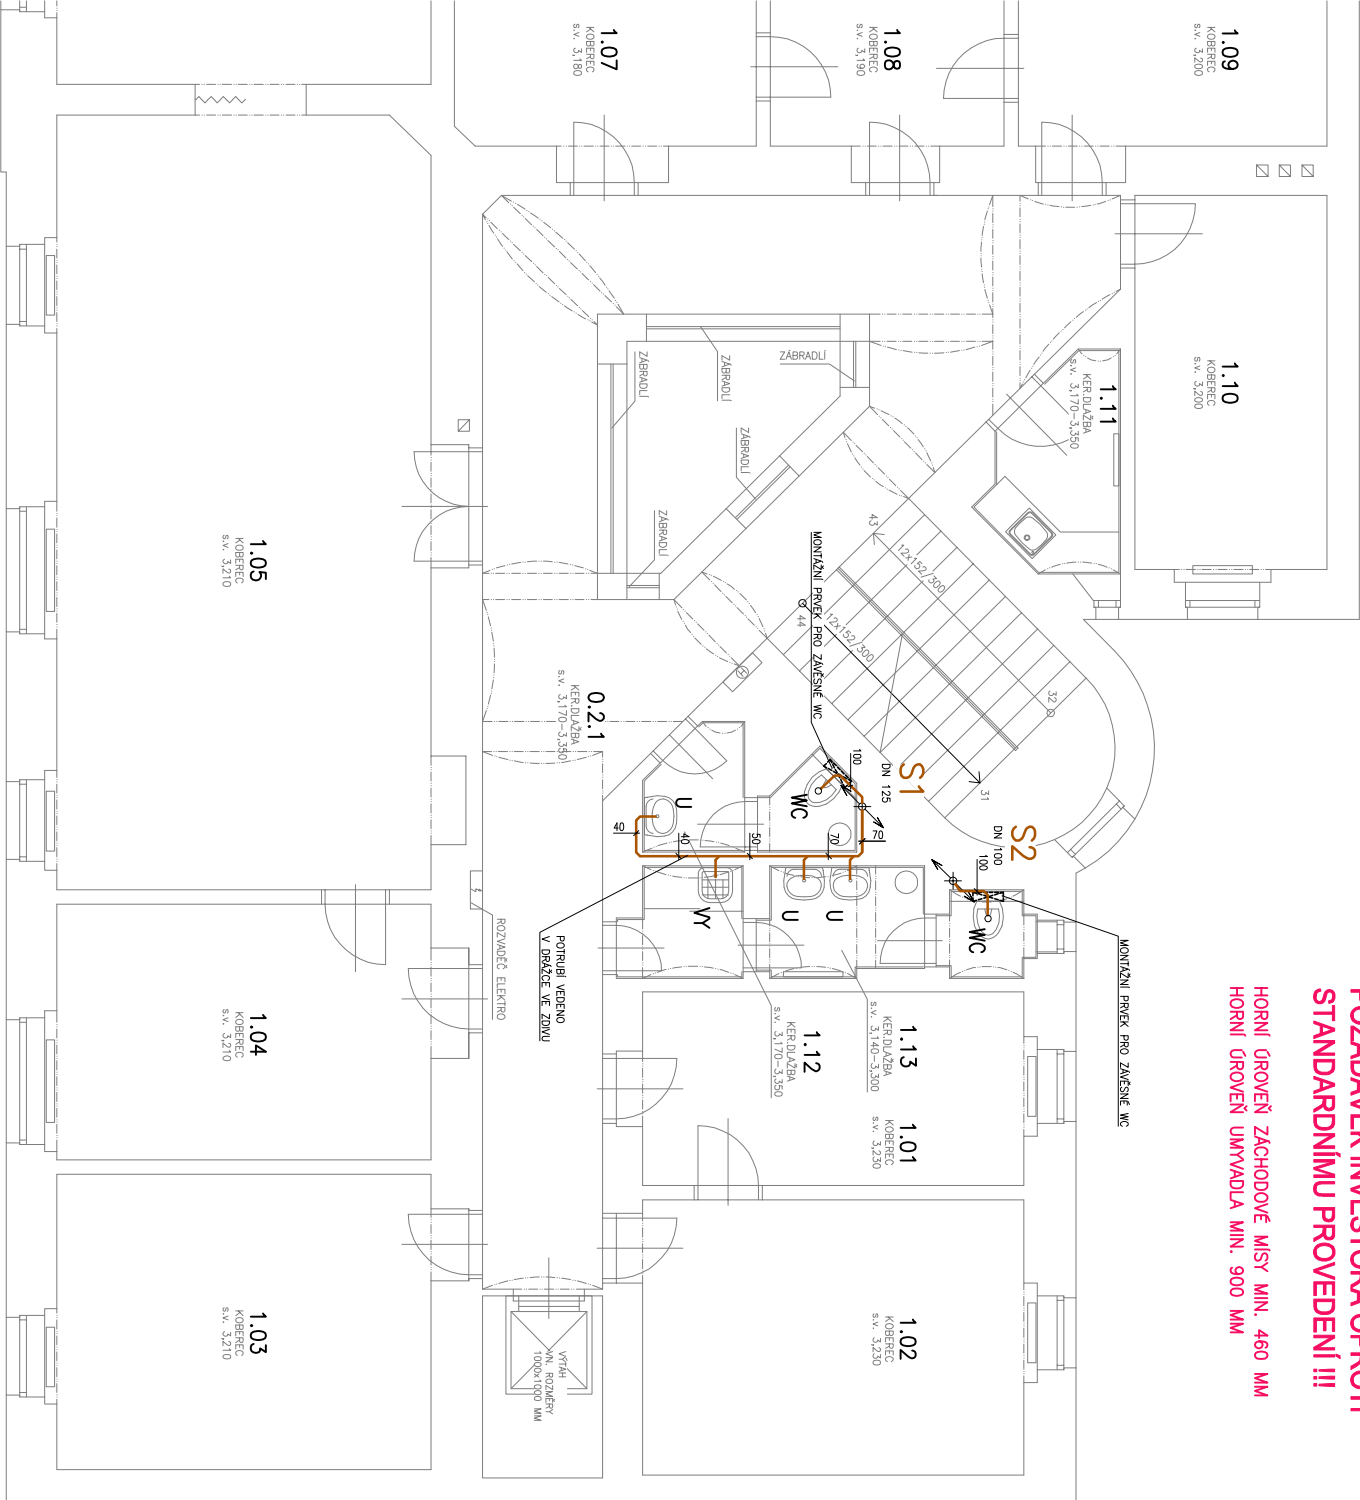 STANDARDNÍMU PROVEDENÍ !!!
HORNÍ ÚROVEŇ ZÁCHODOVÉ MÍSY MIN. 460 MM
HORNÍ ÚROVEŇ UMYVADLA MIN. 900 MM
1.09
KOBEREC
s.v. 3,200
1.10
KOBEREC
s.v. 3,200
1.11
KER.DLAŽBA
s.v. 3,170-3,350
1.08
KOBEREC
s.v. 3,190
1.07
KOBEREC
s.v. 3,180
ZÁBRADLÍ
ZÁBRADLÍ
ZÁBRADLÍ
ZÁBRADLÍ
ZÁBRADLÍ
43
12x152/300
44
12x152/300
32
31
MONTÁŽNÍ PRVEK PRO ZÁVĚSNÉ WC
S1
DN 125
100
WC
70
70
50
40
40
U
S2
DN 100
100
WC
MONTÁŽNÍ PRVEK PRO ZÁVĚSNÉ WC
U
U
VY
0.2.1
KER.DLAŽBA
s.v. 3,170-3,350
POTRUBÍ VEDENO
V DRÁŽCE VE ZDIVU
ROZVADĚČ ELEKTRO
1.13
KER.DLAŽBA
s.v. 3,140-3,300
1.12
KER.DLAŽBA
s.v. 3,170-3,350
1.01
KOBEREC
s.v. 3,230
1.02
KOBEREC
s.v. 3,230
VÝTAH
VN. ROZMĚRY
1000x1000 MM
1.05
KOBEREC
s.v. 3,210
1.04
KOBEREC
s.v. 3,210
1.03
KOBEREC
s.v. 3,210